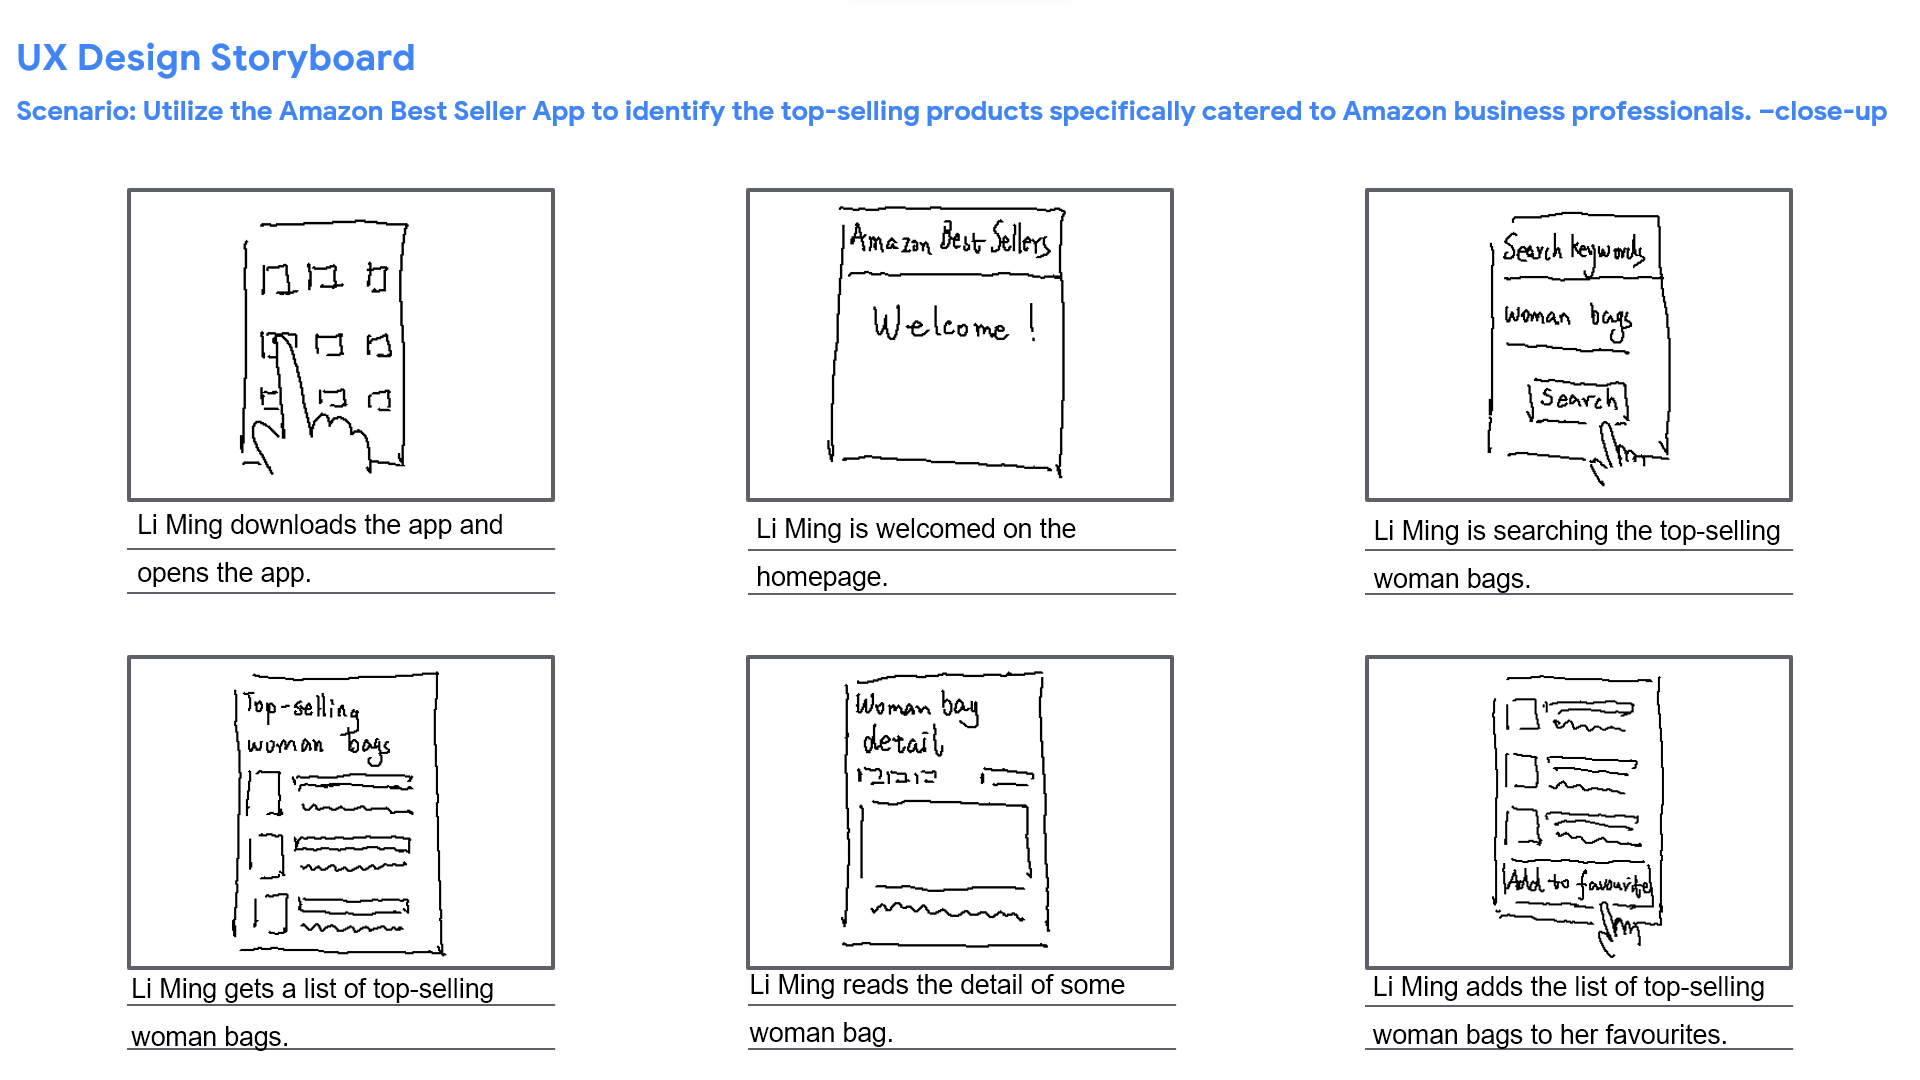 UX Design Storyboard
Scenario: Utilize the Amazon Best Seller App to identify the top-selling products specifically catered to Amazon business professionals. –close-up
Li Ming downloads the app and
opens the app.
Amazon Best Sellers
Welcome !
Li Ming is welcomed on the
homepage.
Search keywords
woman bags
Search
Li Ming is searching the top-selling
woman bags.
Top-selling
woman bags
Li Ming gets a list of top-selling
woman bags.
Woman bag
detail
Li Ming reads the detail of some
woman bag.
Add to favourite
Li Ming adds the list of top-selling
woman bags to her favourites.